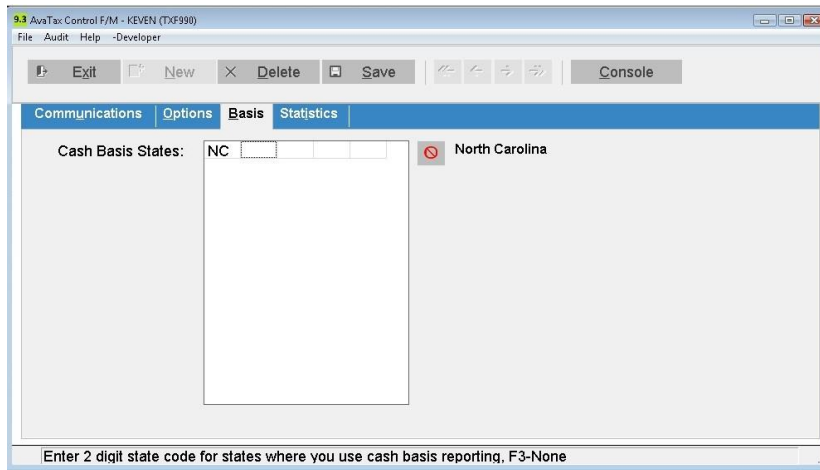 9.3 AvaTax Control F/M - KEVEN (TXF990)
File Audit Help -Developer
Exit New Delete Save Console
Communications Options Basis Statistics
Cash Basis States: NC North Carolina
Enter 2 digit state code for states where you use cash basis reporting, F3-None